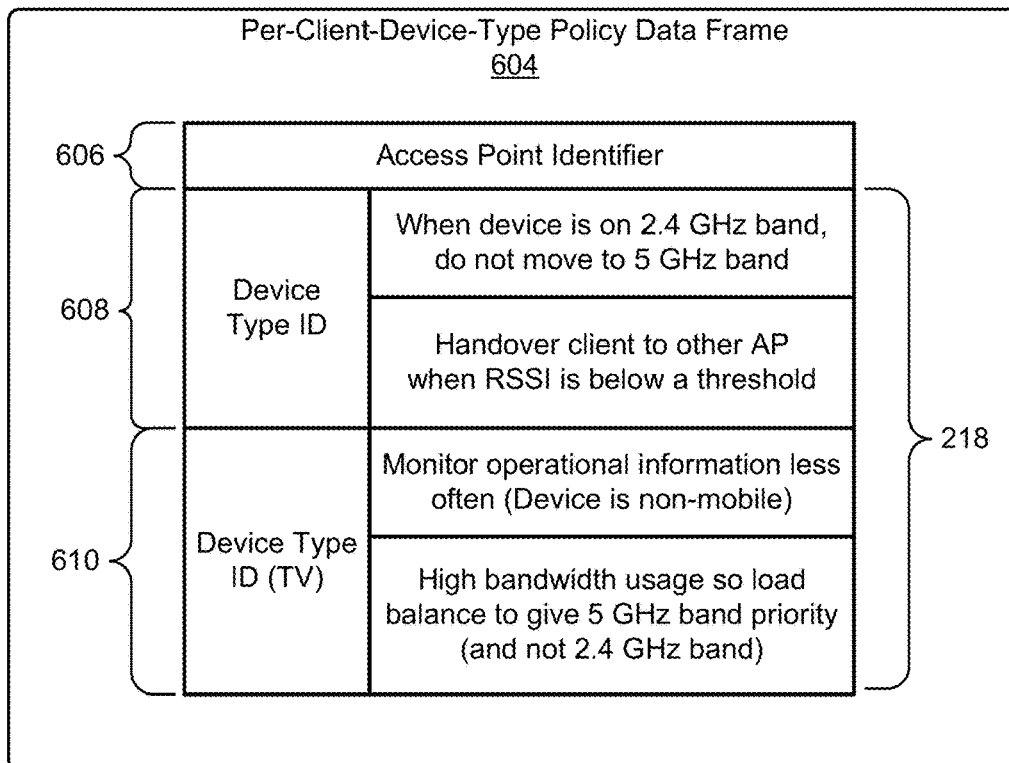 Per-Client-Device-Type Policy Data Frame
604
606
Access Point Identifier
608
Device
Type ID
When device is on 2.4 GHz band,
do not move to 5 GHz band
Handover client to other AP
when RSSI is below a threshold
218
610
Device Type
ID (TV)
Monitor operational information less
often (Device is non-mobile)
High bandwidth usage so load
balance to give 5 GHz band priority
(and not 2.4 GHz band)